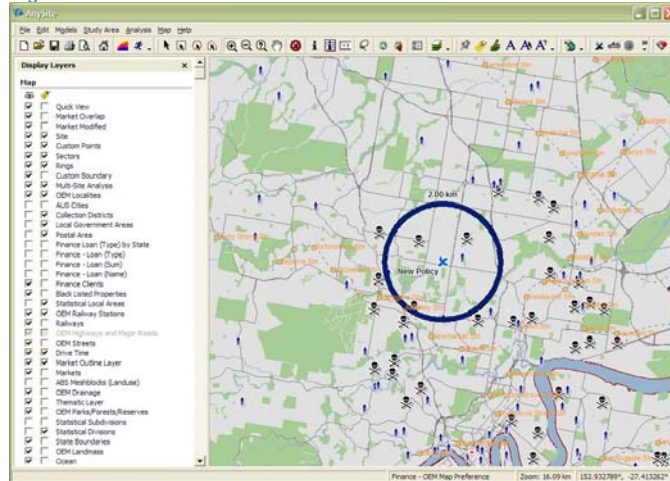 AnySite
File Edit Models Study Area Analysis Map Help
Display Layers
Map
Quick View
Market Overlap
Market Modified
Site
Custom Points
Sectors
Rings
Custom Boundary
Multi-Site Analysis
OEM Localities
AUS Cities
Collection Districts
Local Government Areas
Postal Area
Finance Loan (Type) by State
Finance - Loan (Type)
Finance - Loan (Sum)
Finance - Loan (Name)
Finance Clients
Black Listed Properties
Statistical Local Areas
OEM Railway Stations
Railways
OEM Highways and Major Roads
OEM Streets
Drive Time
Market Outline Layer
Markets
ABS Meshblocks (Landuse)
OEM Drainage
Thematic Layer
OEM Parks/Forests/Reserves
Statistical Subdivisions
Statistical Divisions
State Boundaries
OEM Landmass
Ocean
2.00 km
New Policy
Finance - OEM Map Preference
Zoom: 16.09 km
152.932789°, -27.413262°